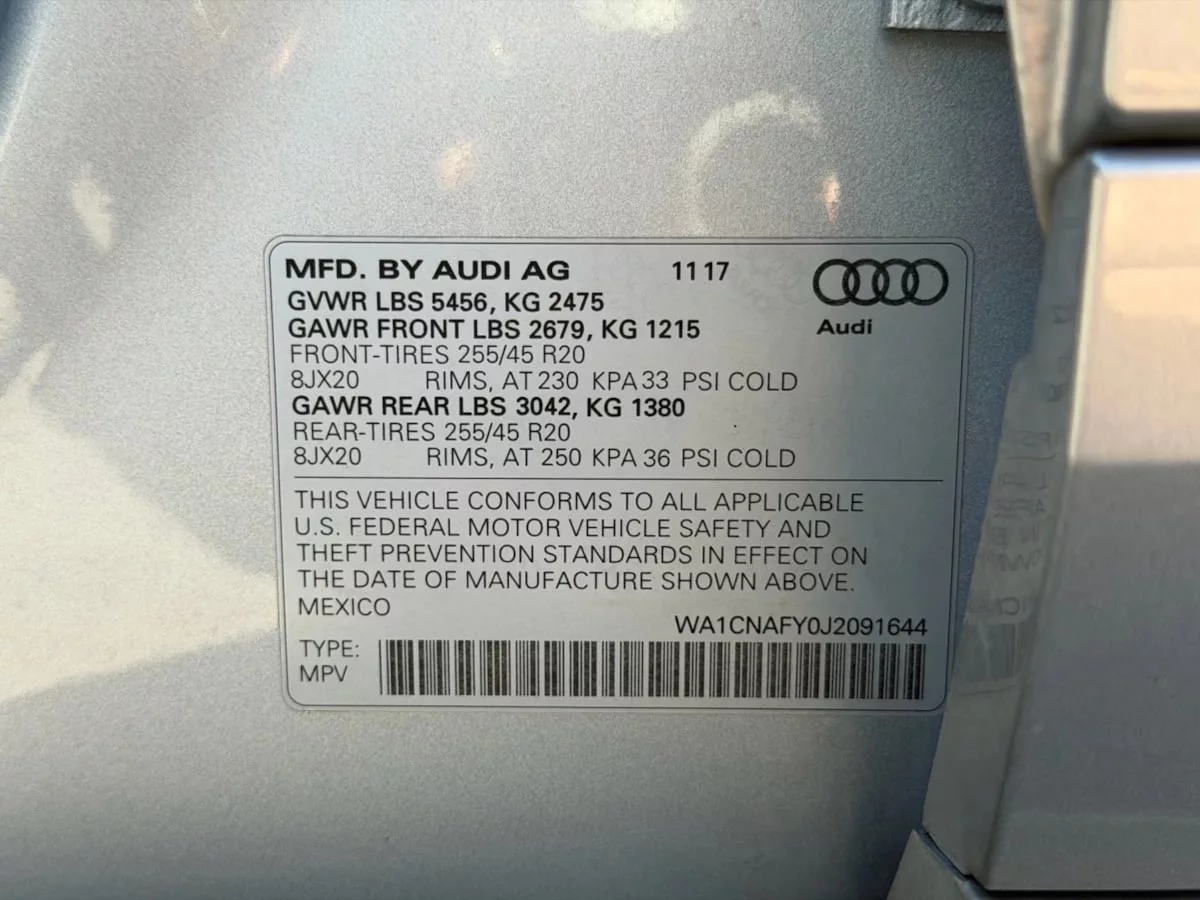 MFD. BY AUDI AG 11 17
GVWR LBS 5456, KG 2475
GAWR FRONT LBS 2679, KG 1215
Audi
FRONT-TIRES 255/45 R20
8JX20 RIMS, AT 230 KPA 33 PSI COLD
GAWR REAR LBS 3042, KG 1380
REAR-TIRES 255/45 R20
8JX20 RIMS, AT 250 KPA 36 PSI COLD
THIS VEHICLE CONFORMS TO ALL APPLICABLE
U.S. FEDERAL MOTOR VEHICLE SAFETY AND
THEFT PREVENTION STANDARDS IN EFFECT ON
THE DATE OF MANUFACTURE SHOWN ABOVE.
MEXICO
WA1CNAFY0J2091644
TYPE:
MPV